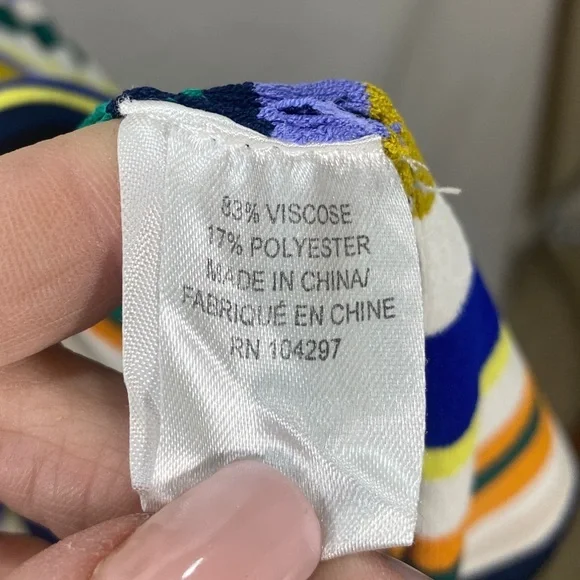 83% VISCOSE
17% POLYESTER
MADE IN CHINA/
FABRIQUÉ EN CHINE
RN 104297